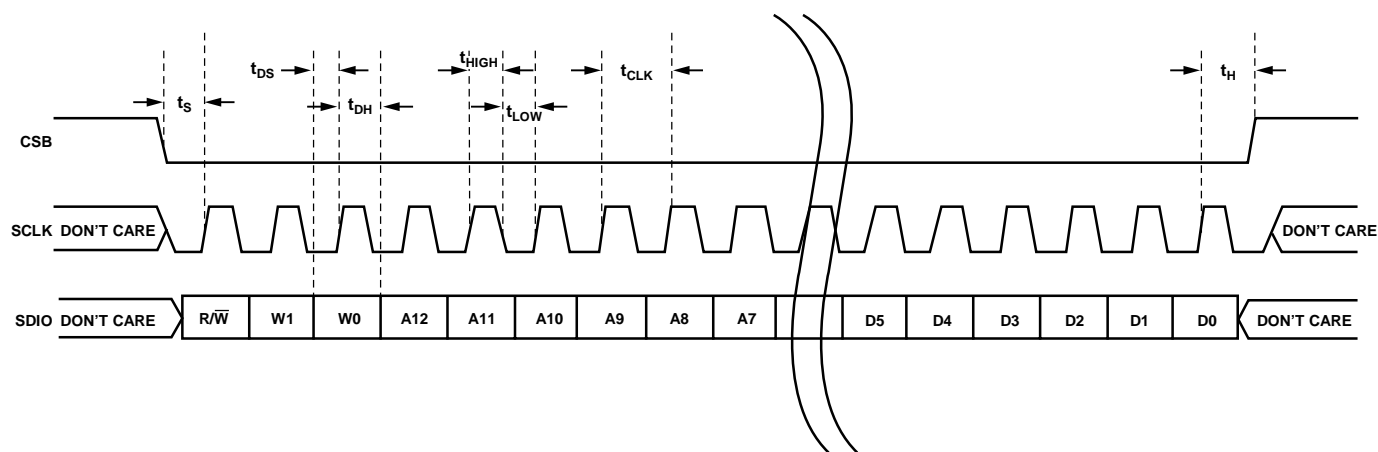 tHIGH
tDS
tCLK
tH
tS
tDH
tLOW
CSB
SCLK DON'T CARE DON'T CARE
SDIO DON'T CARE R/W̅ W1 W0 A12 A11 A10 A9 A8 A7 D5 D4 D3 D2 D1 D0 DON'T CARE